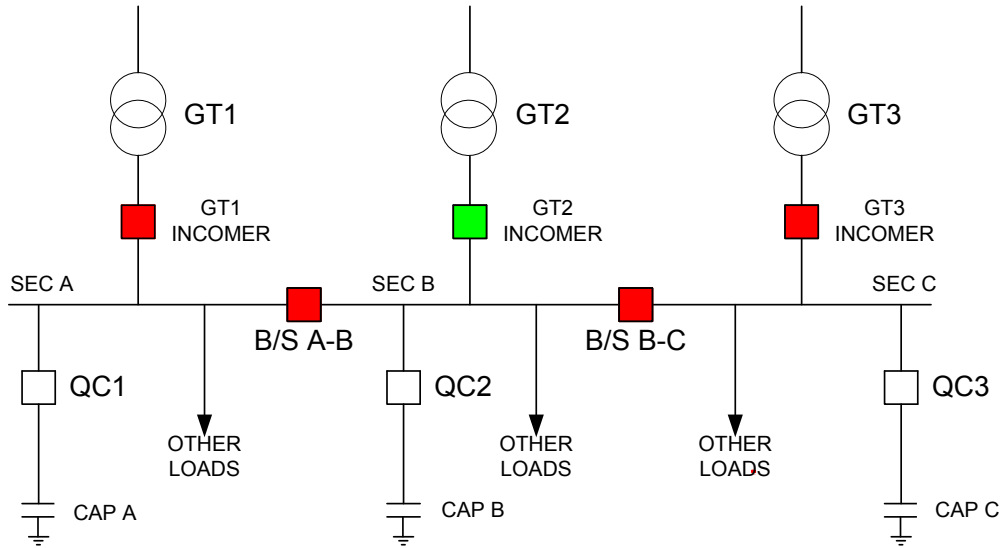 GT1
GT2
GT3
GT1
INCOMER
GT2
INCOMER
GT3
INCOMER
SEC A
SEC B
SEC C
B/S A-B
B/S B-C
QC1
QC2
QC3
OTHER
LOADS
OTHER
LOADS
OTHER
LOADS
CAP A
CAP B
CAP C